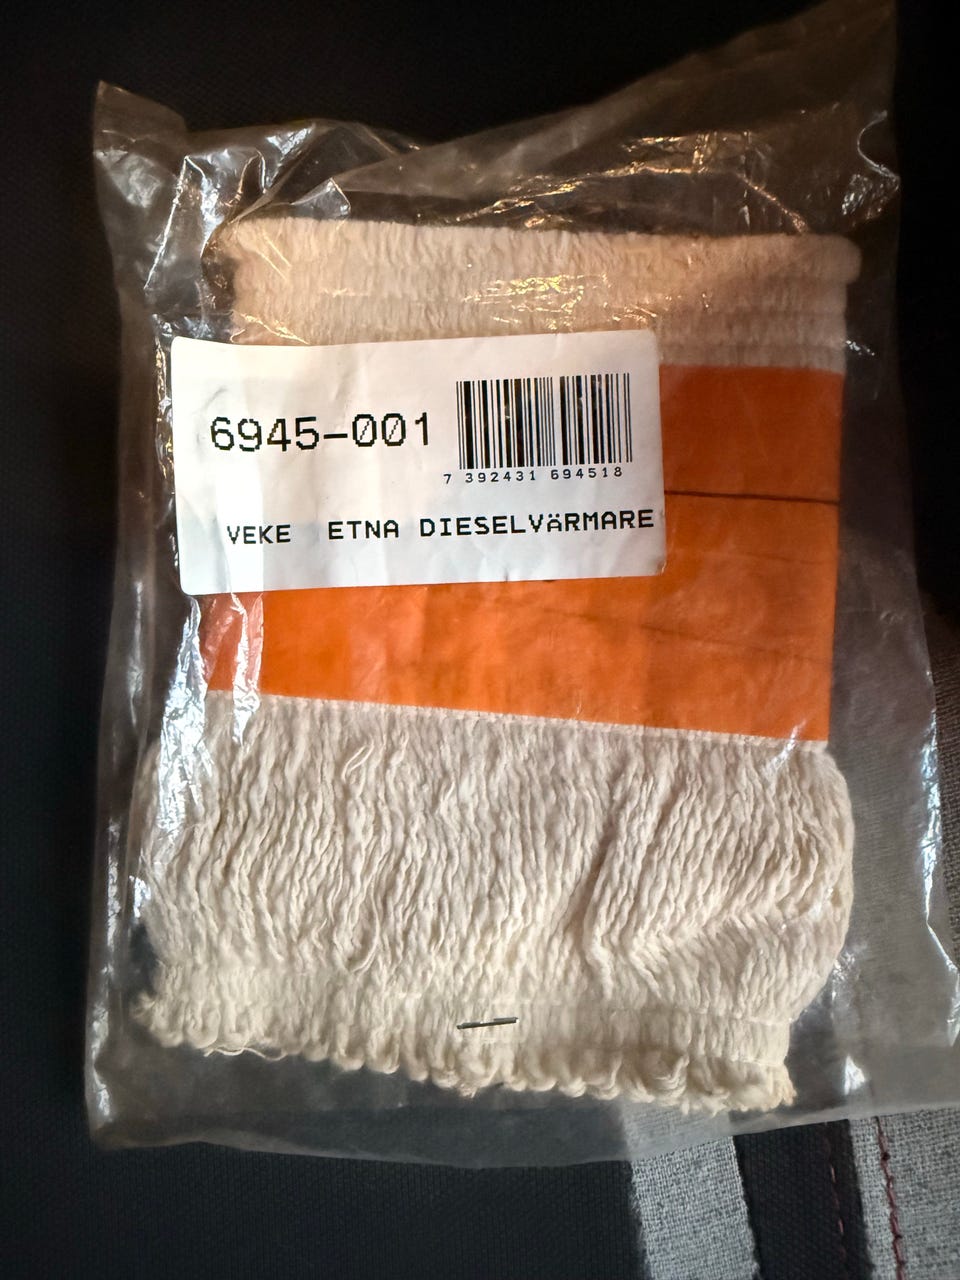 6945-001
7 392431 694518
VEKE ETNA DIESELVÄRMARE